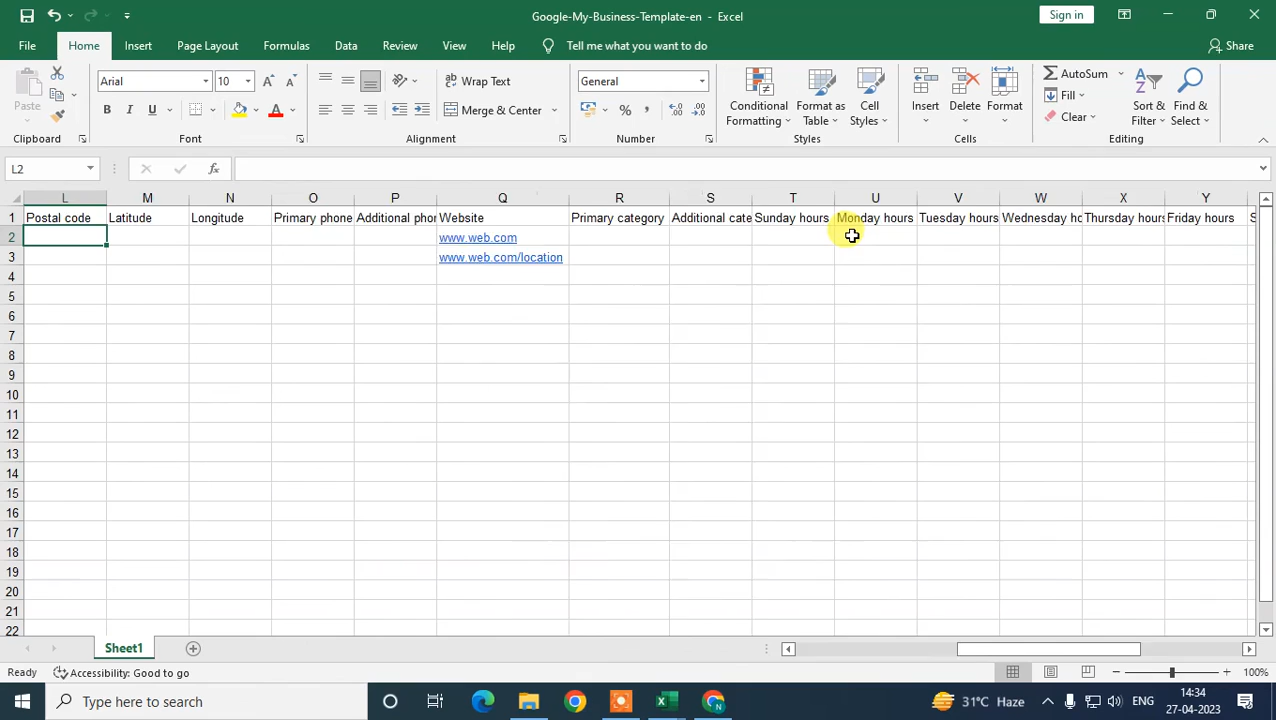 Google-My-Business-Template-en - Excel
Sign in
File Home Insert Page Layout Formulas Data Review View Help Tell me what you want to do Share
Paste
Clipboard
Arial 10
B I U
Font
Wrap Text
Merge & Center
Alignment
General
Number
Conditional Formatting
Format as Table
Cell Styles
Styles
Insert
Delete
Format
Cells
AutoSum
Fill
Clear
Sort & Filter
Find & Select
Editing
L2
fx
L M N O P Q R S T U V W X Y
1 Postal code Latitude Longitude Primary phone Additional phor Website Primary category Additional cate Sunday hours Monday hours Tuesday hours Wednesday ho Thursday hours Friday hours S
2 www.web.com
3 www.web.com/location
4
5
6
7
8
9
10
11
12
13
14
15
16
17
18
19
20
21
22
Sheet1
Ready Accessibility: Good to go 100%
Type here to search
31°C Haze
ENG
14:34
27-04-2023